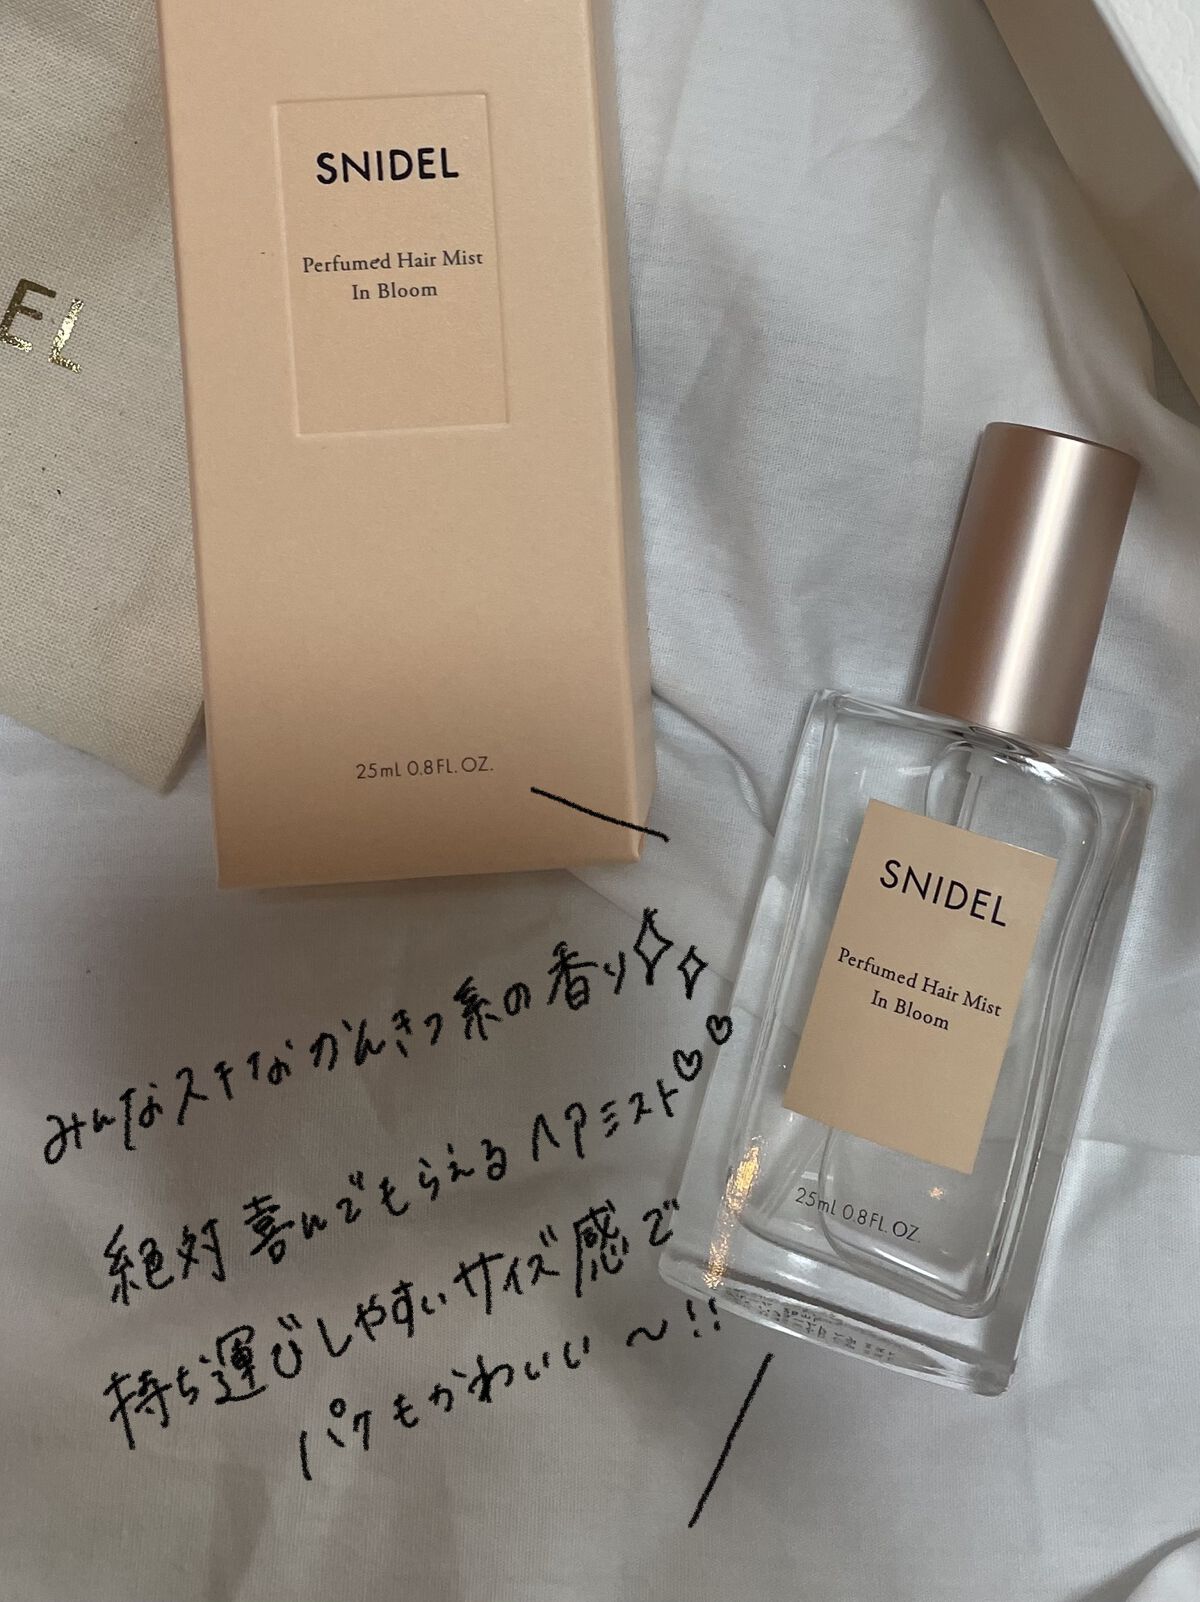 SNIDEL
Perfumed Hair Mist
In Bloom
EL
25mL 0.8FL.OZ.
SNIDEL
Perfumed Hair Mist
In Bloom
25mL 0.8FL.OZ.
みんなスキなかんきつ系の香り
絶対喜んでもらえるヘアミスト♡♡
持ち運びしやすいサイズ感で
パケもかわいい〜!!